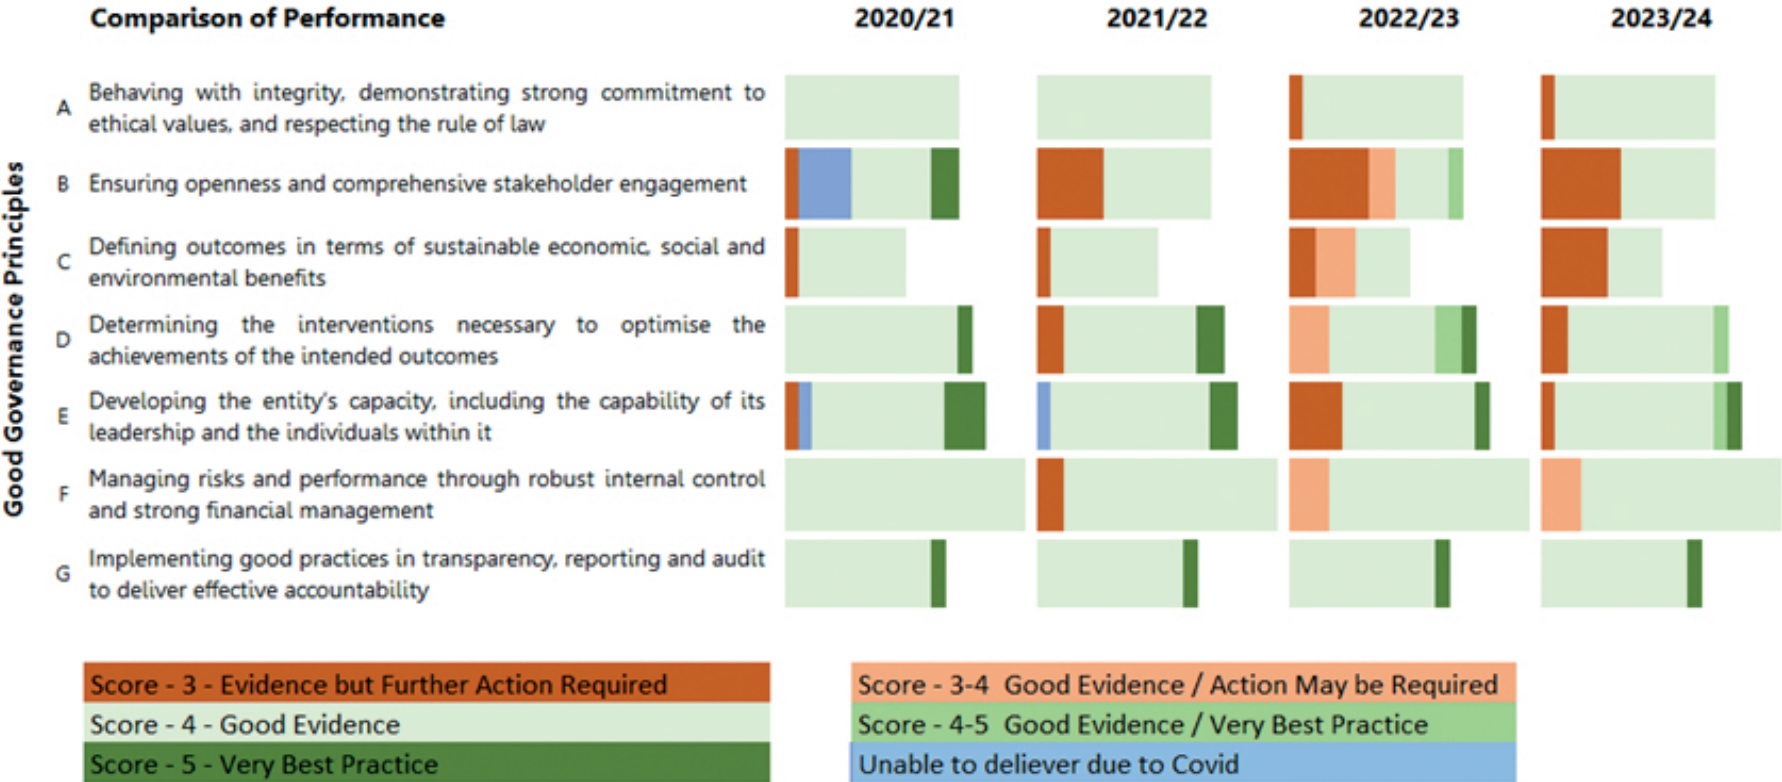 Comparison of Performance 2020/21 2021/22 2022/23 2023/24
Good Governance Principles
A Behaving with integrity, demonstrating strong commitment to
ethical values, and respecting the rule of law
B Ensuring openness and comprehensive stakeholder engagement
C Defining outcomes in terms of sustainable economic, social and
environmental benefits
D Determining the interventions necessary to optimise the
achievements of the intended outcomes
E Developing the entity's capacity, including the capability of its
leadership and the individuals within it
F Managing risks and performance through robust internal control
and strong financial management
G Implementing good practices in transparency, reporting and audit
to deliver effective accountability
Score - 3 - Evidence but Further Action Required
Score - 4 - Good Evidence
Score - 5 - Very Best Practice
Score - 3-4 Good Evidence / Action May be Required
Score - 4-5 Good Evidence / Very Best Practice
Unable to deliever due to Covid